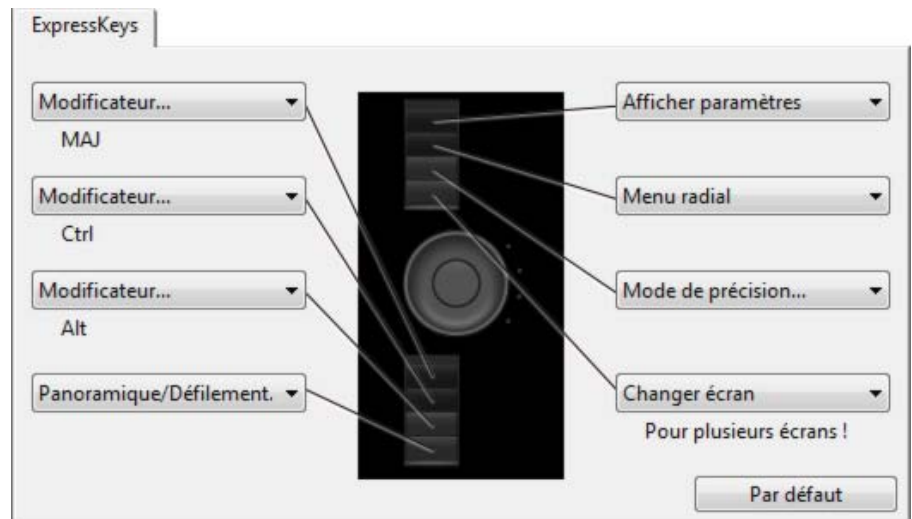 ExpressKeys
Modificateur...
MAJ
Modificateur...
Ctrl
Modificateur...
Alt
Panoramique/Défilement.
Afficher paramètres
Menu radial
Mode de précision...
Changer écran
Pour plusieurs écrans !
Par défaut